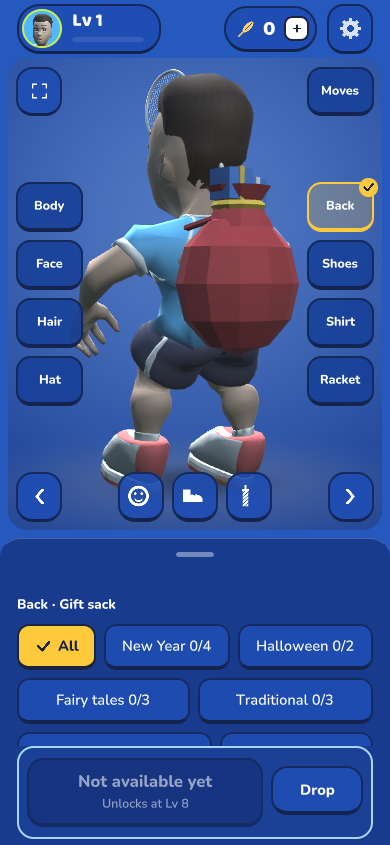 Lv 1
0
+
Moves
Body
Back
Face
Shoes
Hair
Shirt
Hat
Racket
Back · Gift sack
All
New Year 0/4
Halloween 0/2
Fairy tales 0/3
Traditional 0/3
Not available yet
Unlocks at Lv 8
Drop